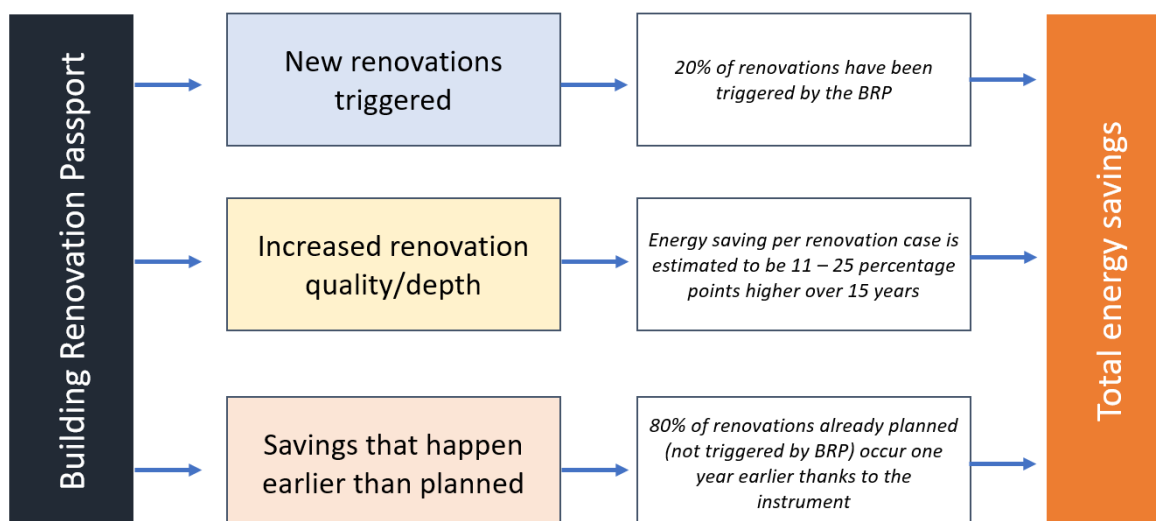 Building Renovation Passport
New renovations
triggered
20% of renovations have been
triggered by the BRP
Increased renovation
quality/depth
Energy saving per renovation case is
estimated to be 11 – 25 percentage
points higher over 15 years
Savings that happen
earlier than planned
80% of renovations already planned
(not triggered by BRP) occur one
year earlier thanks to the
instrument
Total energy savings